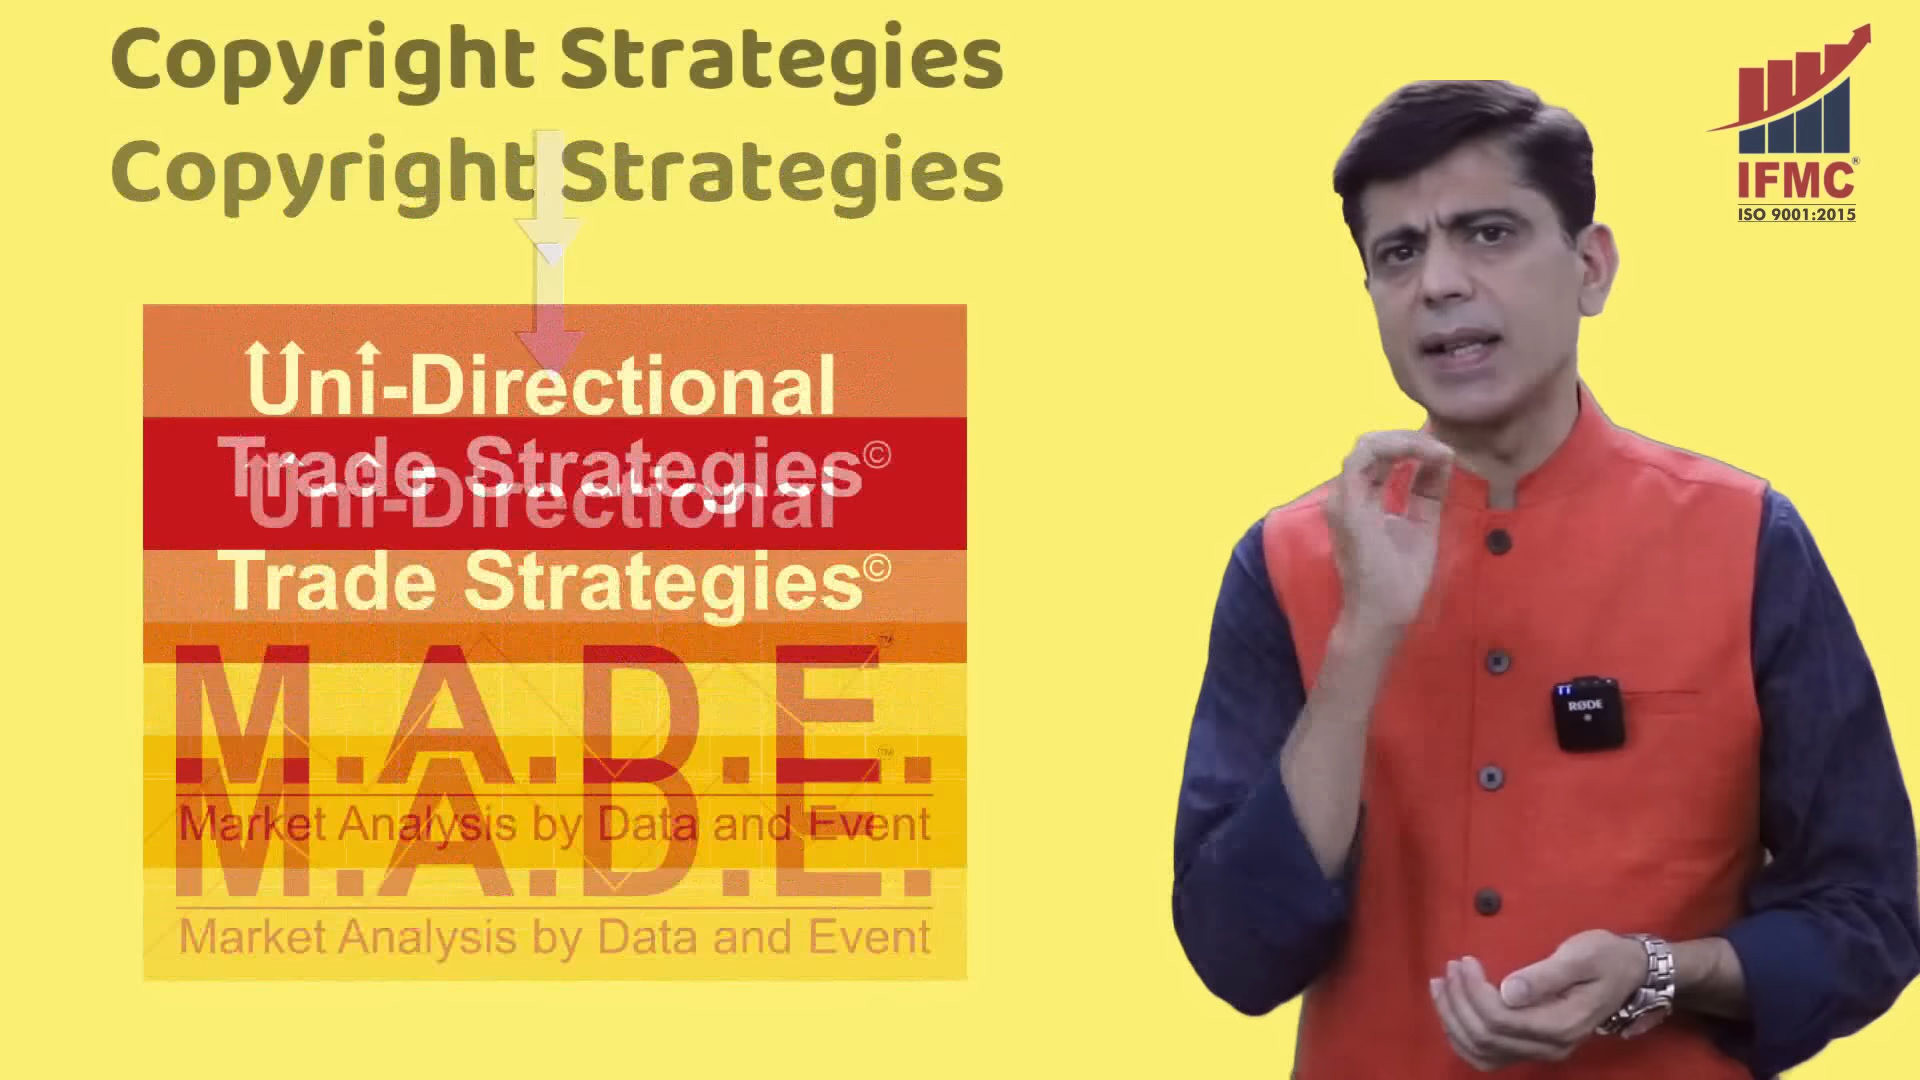 Copyright Strategies
Copyright Strategies
Uni-Directional
Trade Strategies©
Uni-Directional
Trade Strategies©
M.A.D.E.™
Market Analysis by Data and Event
M.A.D.E.™
Market Analysis by Data and Event
IFMC®
ISO 9001:2015
RØDE